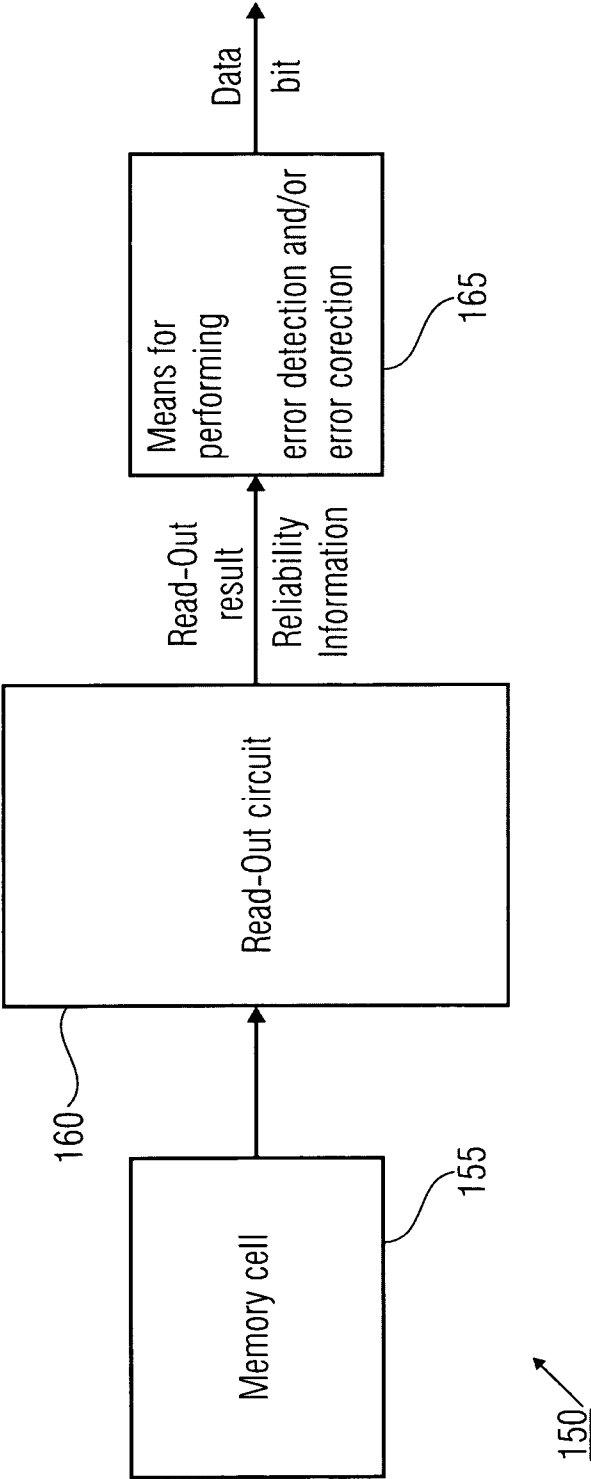 150
Memory cell
155
160
Read-Out circuit
Read-Out
result
Reliability
Information
Means for
performing
error detection and/or
error corection
165
Data
bit